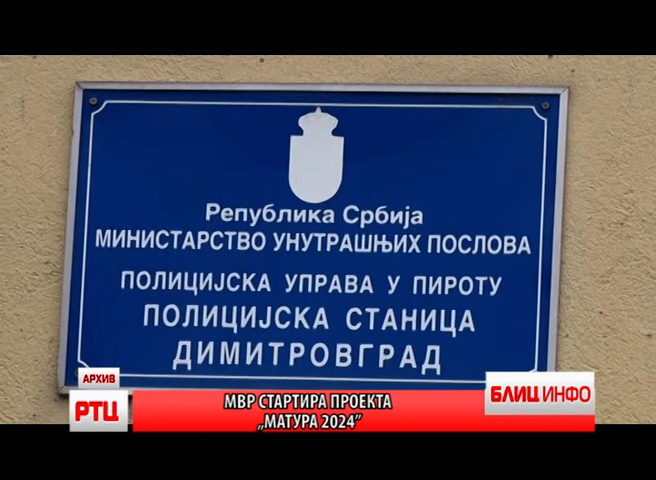 Република Србија
МИНИСТАРСТВО УНУТРАШЊИХ ПОСЛОВА
ПОЛИЦИЈСКА УПРАВА У ПИРОТУ
ПОЛИЦИЈСКА СТАНИЦА
ДИМИТРОВГРАД
АРХИВ
РТЦ
МВР СТАРТИРА ПРОЕКТА
„МАТУРА 2024”
БЛИЦ ИНФО